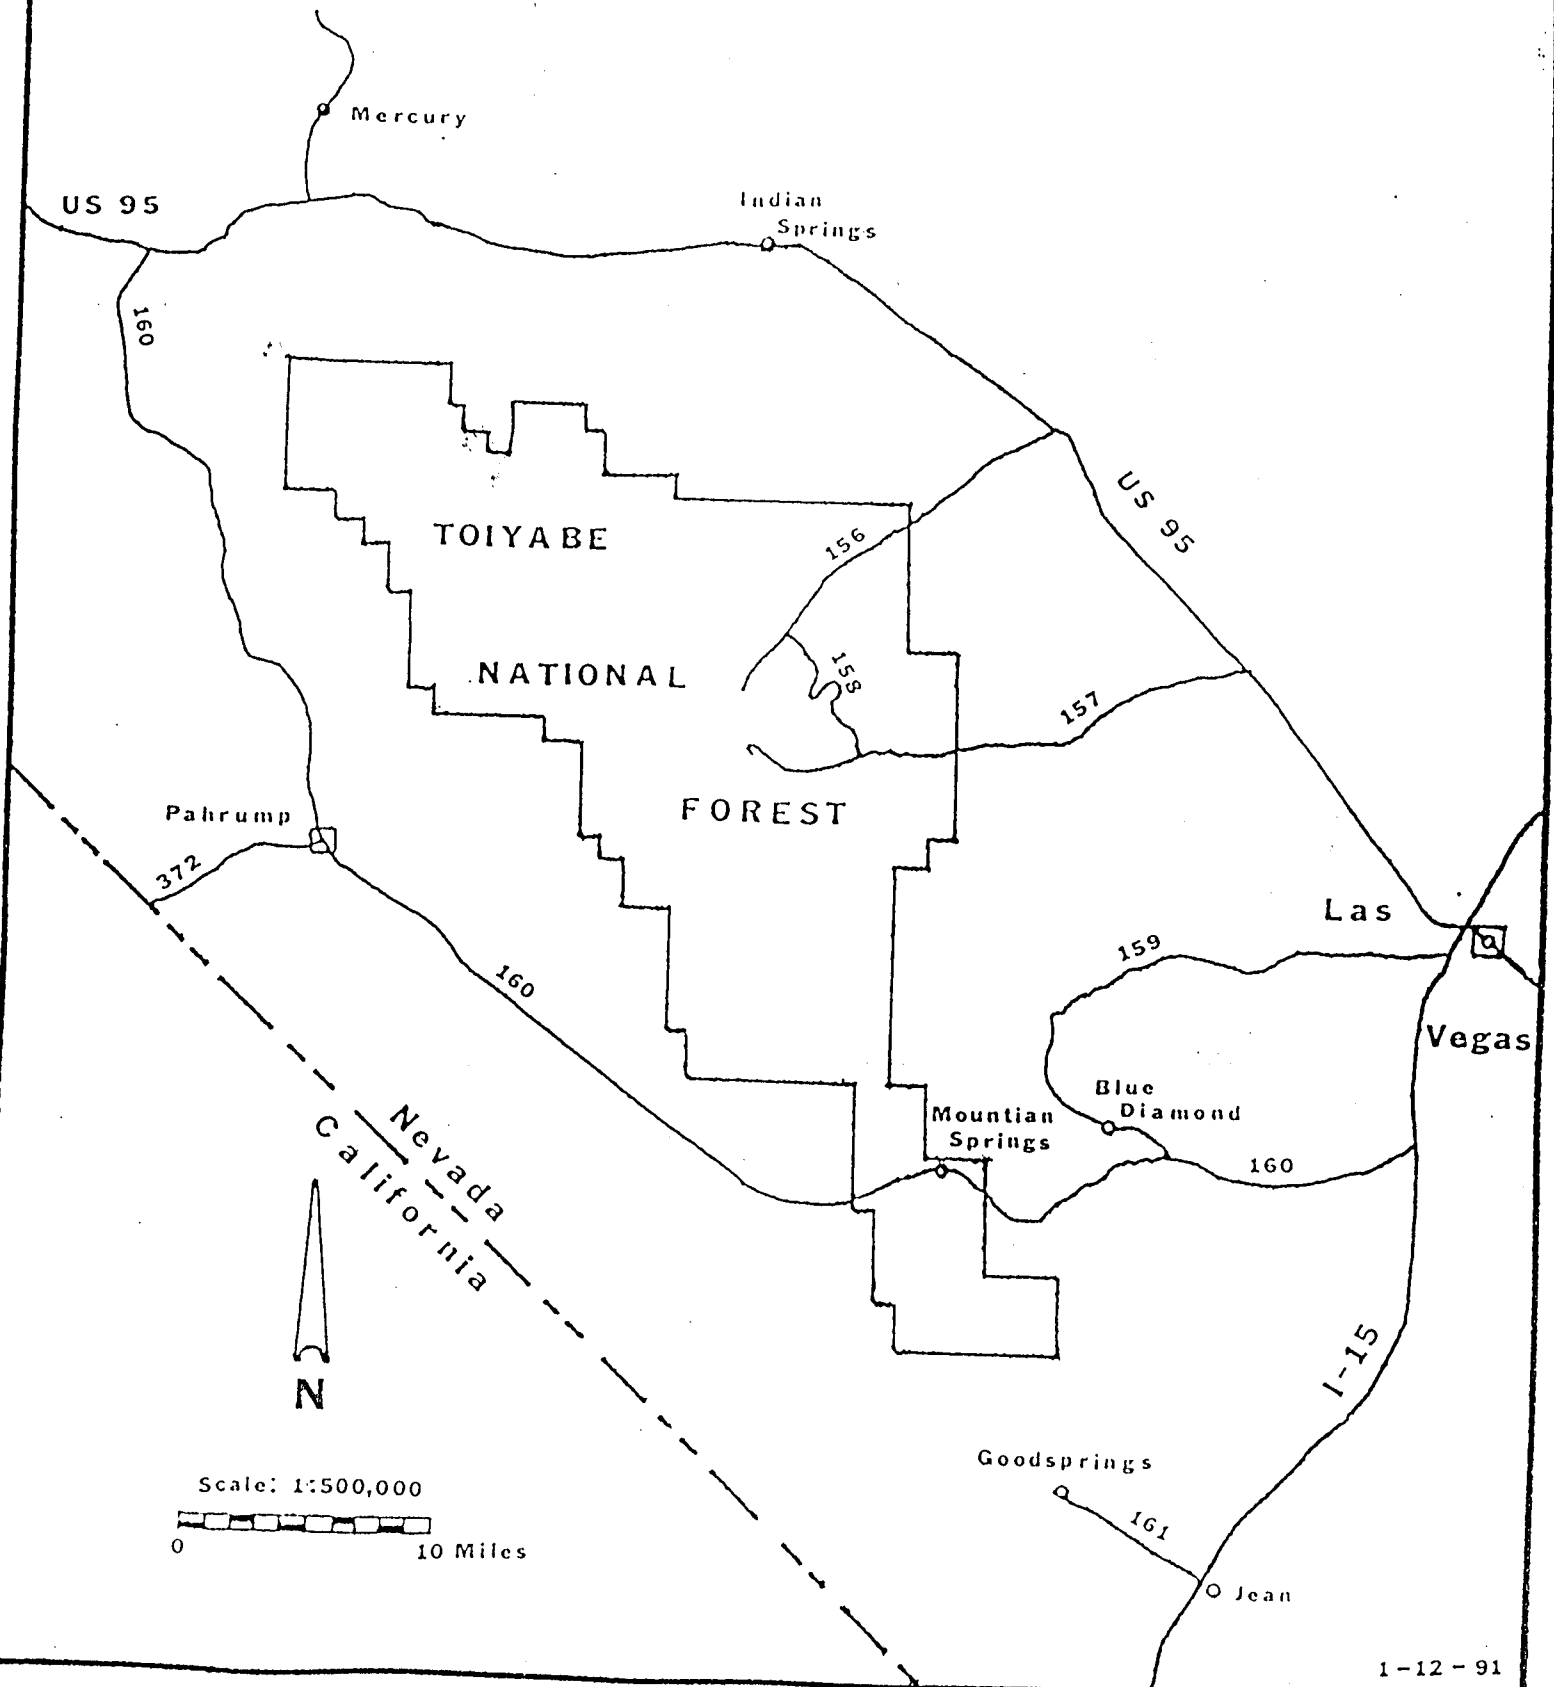 Mercury
US 95
Indian
Springs
160
US 95
TOIYABE
156
NATIONAL
158
157
FOREST
Pahrump
372
Las
159
160
Vegas
Blue
Diamond
Mountian
Springs
160
Nevada
California
N
I-15
Goodsprings
Scale: 1:500,000
161
0
10 Miles
Jean
1-12-91